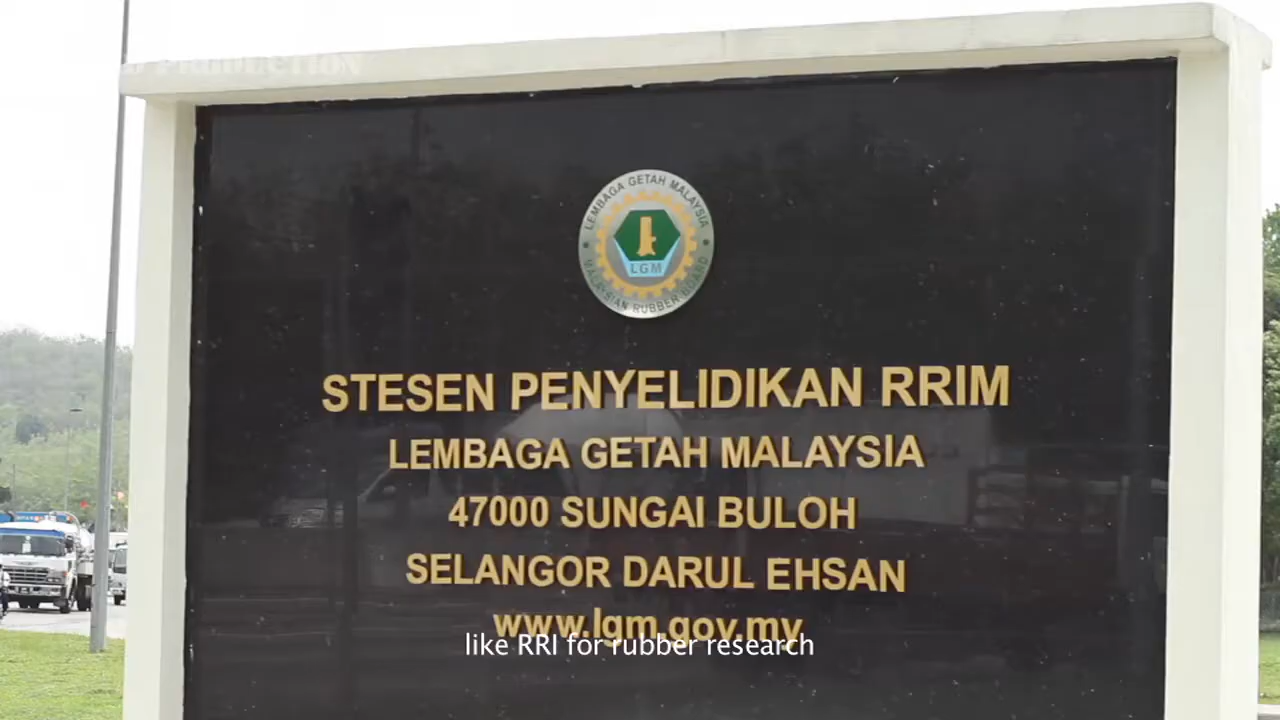 PRODUCTION
LEMBAGA GETAH MALAYSIA
LGM
MALAYSIAN RUBBER BOARD
STESEN PENYELIDIKAN RRIM
LEMBAGA GETAH MALAYSIA
47000 SUNGAI BULOH
SELANGOR DARUL EHSAN
www.lgm.gov.my
like RRI for rubber research